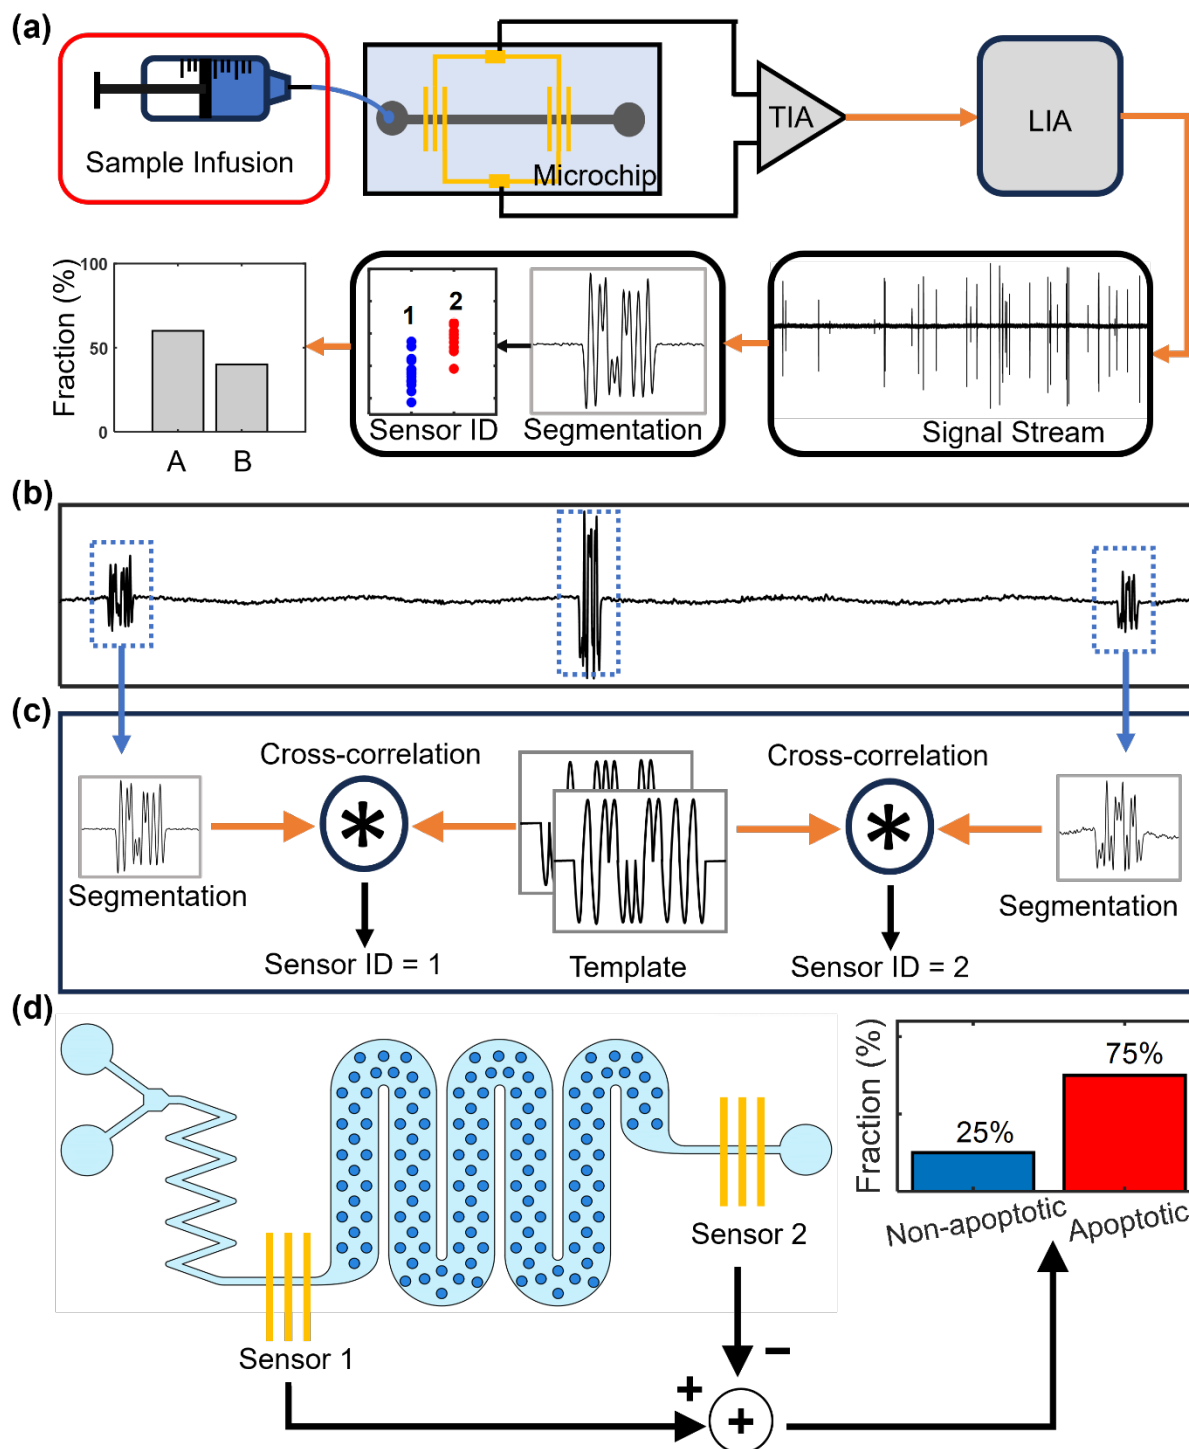 (a)
Sample Infusion
Microchip
TIA
LIA
Fraction (%)
100
50
0
A
B
1
2
Sensor ID
Segmentation
Signal Stream
(b)
(c)
Cross-correlation
Cross-correlation
*
*
Segmentation
Segmentation
Sensor ID = 1
Template
Sensor ID = 2
(d)
Sensor 1
Sensor 2
Fraction (%)
25%
75%
Non-apoptotic
Apoptotic
−
+
+